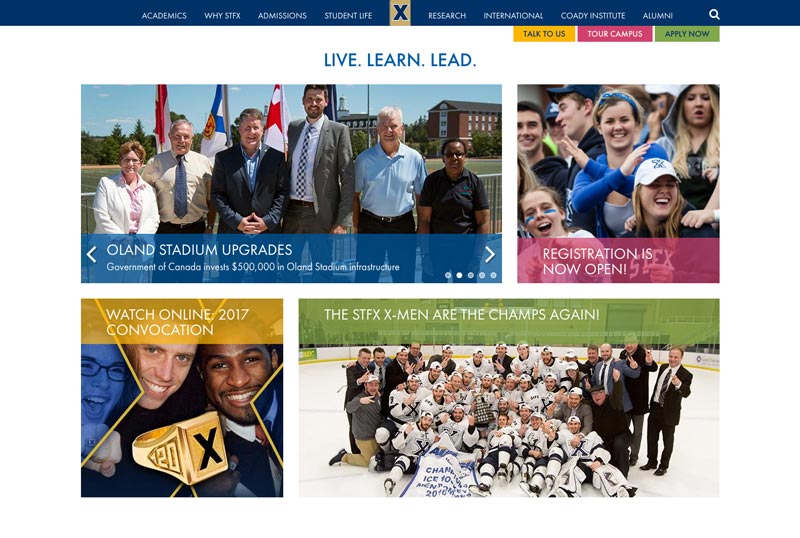 ACADEMICS WHY STFX ADMISSIONS STUDENT LIFE X RESEARCH INTERNATIONAL COADY INSTITUTE ALUMNI
TALK TO US TOUR CAMPUS APPLY NOW
LIVE. LEARN. LEAD.
OLAND STADIUM UPGRADES
Government of Canada invests $500,000 in Oland Stadium infrastructure
REGISTRATION IS
NOW OPEN!
WATCH ONLINE: 2017
CONVOCATION
X
THE STFX X-MEN ARE THE CHAMPS AGAIN!